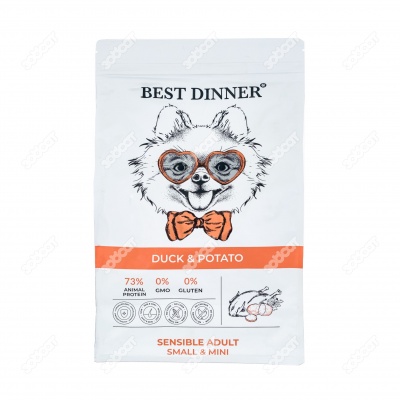 BEST DINNER®
DUCK & POTATO
73% 0% 0%
ANIMAL PROTEIN GMO GLUTEN
SENSIBLE ADULT
SMALL & MINI